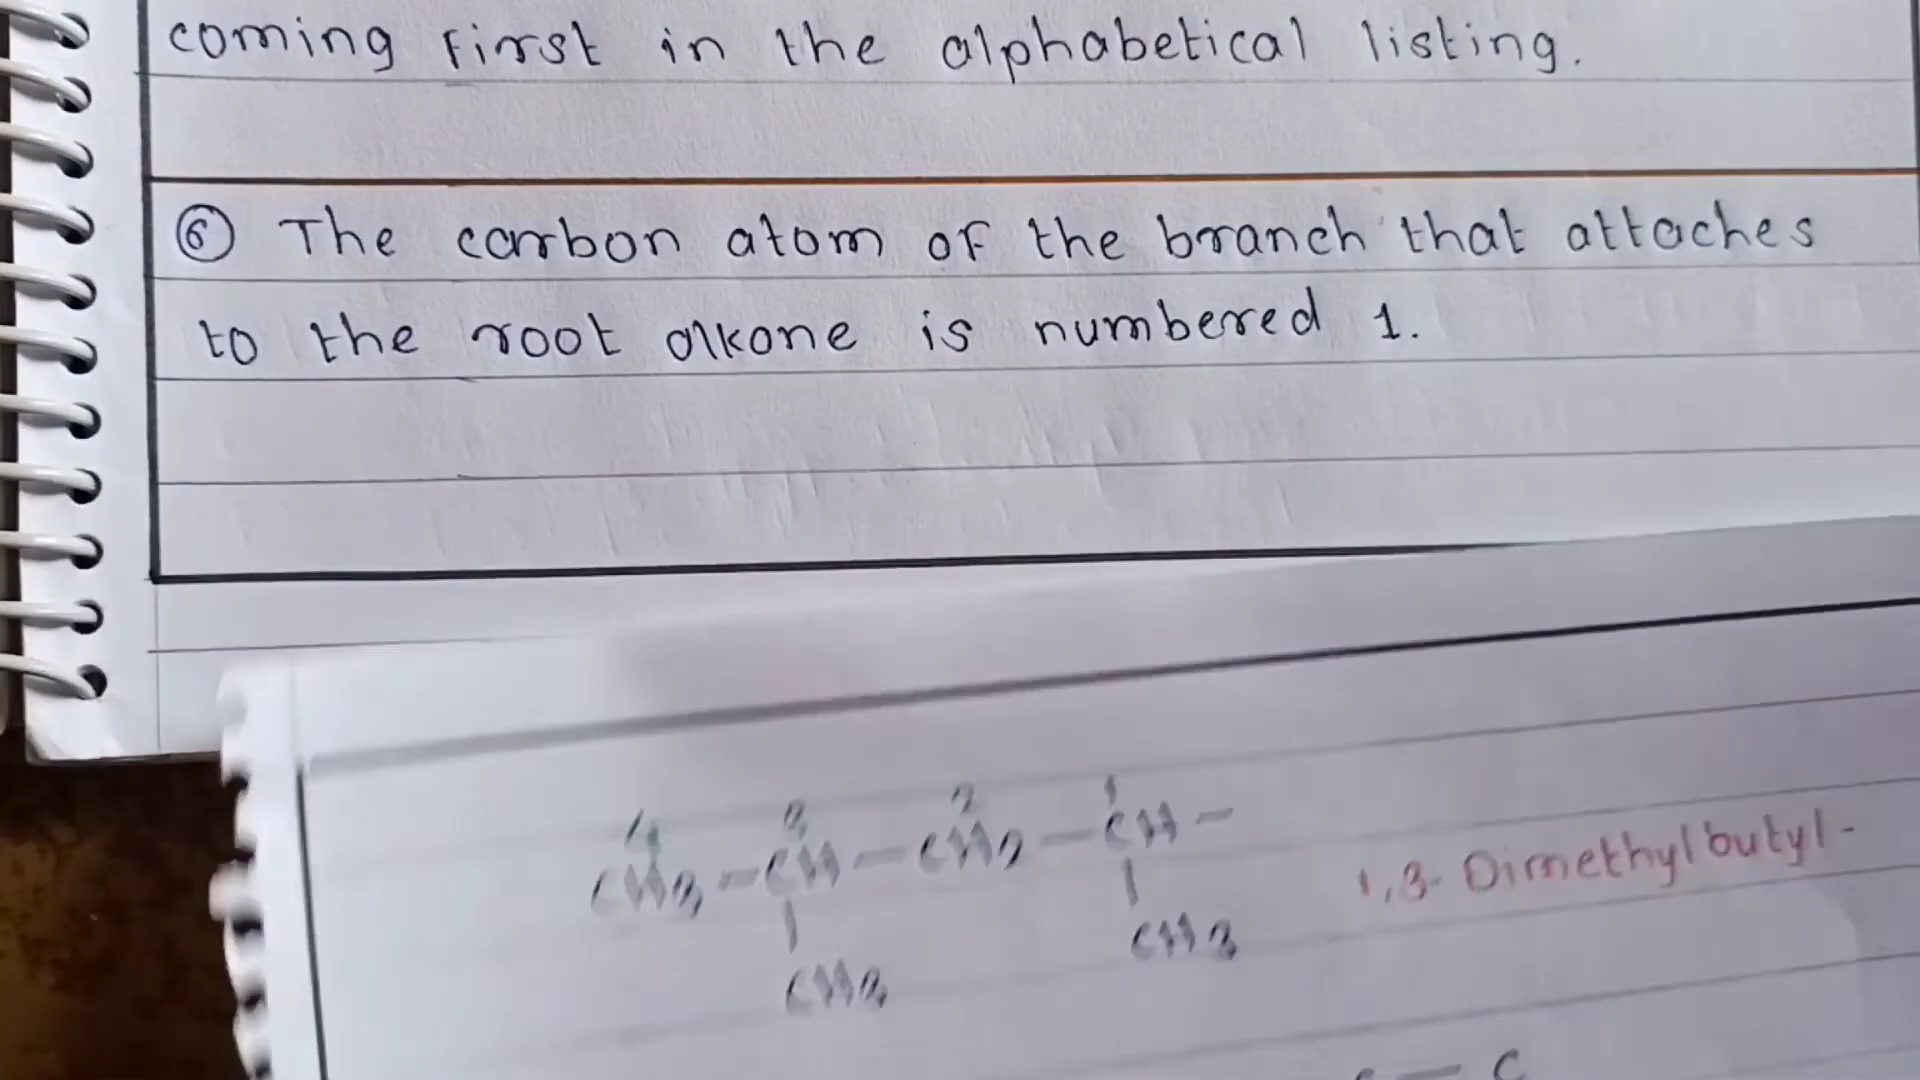 coming first in the alphabetical listing.
⑥ The carbon atom of the branch that attaches
to the root alkane is numbered 1.
4 3 2 1
CH3 – CH – CH2 – CH –
1,3- Dimethylbutyl-
CH3 CH3
C – C